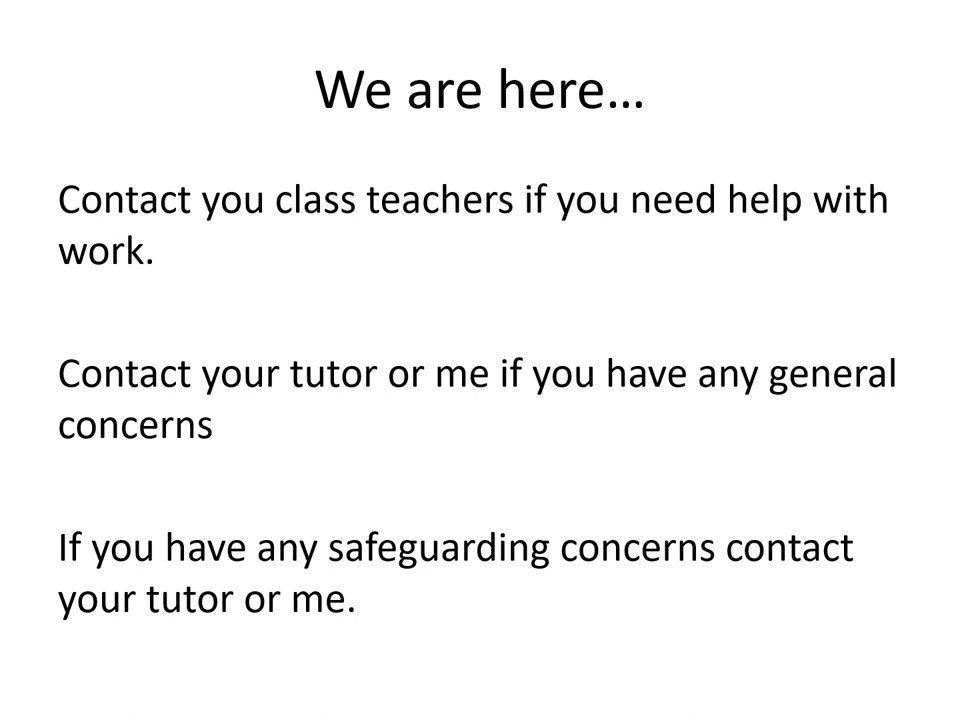 We are here…
Contact you class teachers if you need help with
work.
Contact your tutor or me if you have any general
concerns
If you have any safeguarding concerns contact
your tutor or me.